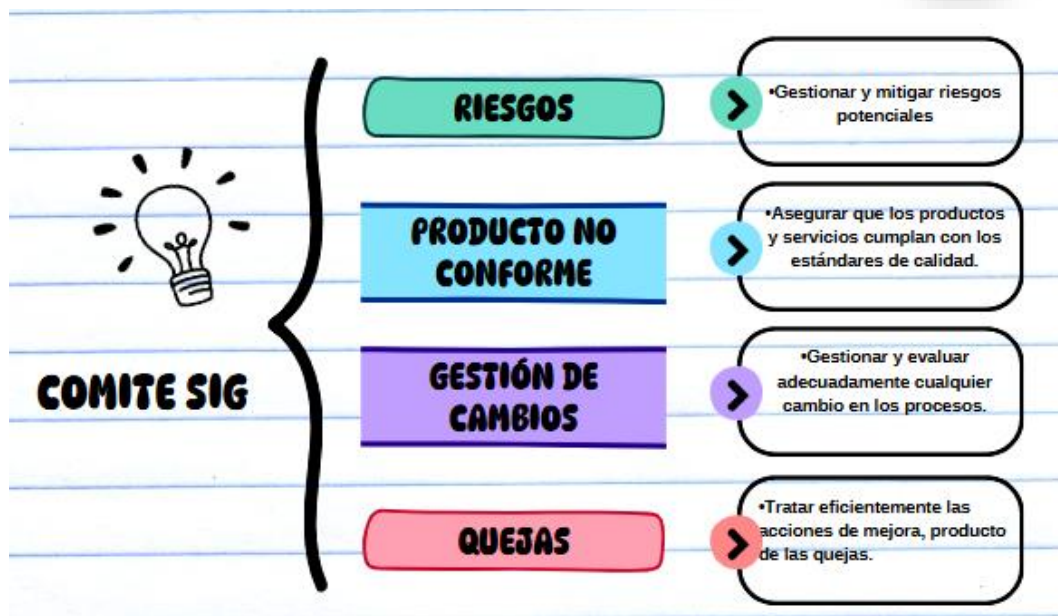 COMITE SIG
RIESGOS
•Gestionar y mitigar riesgos
potenciales
PRODUCTO NO
CONFORME
•Asegurar que los productos
y servicios cumplan con los
estándares de calidad.
GESTIÓN DE
CAMBIOS
•Gestionar y evaluar
adecuadamente cualquier
cambio en los procesos.
QUEJAS
•Tratar eficientemente las
acciones de mejora, producto
de las quejas.